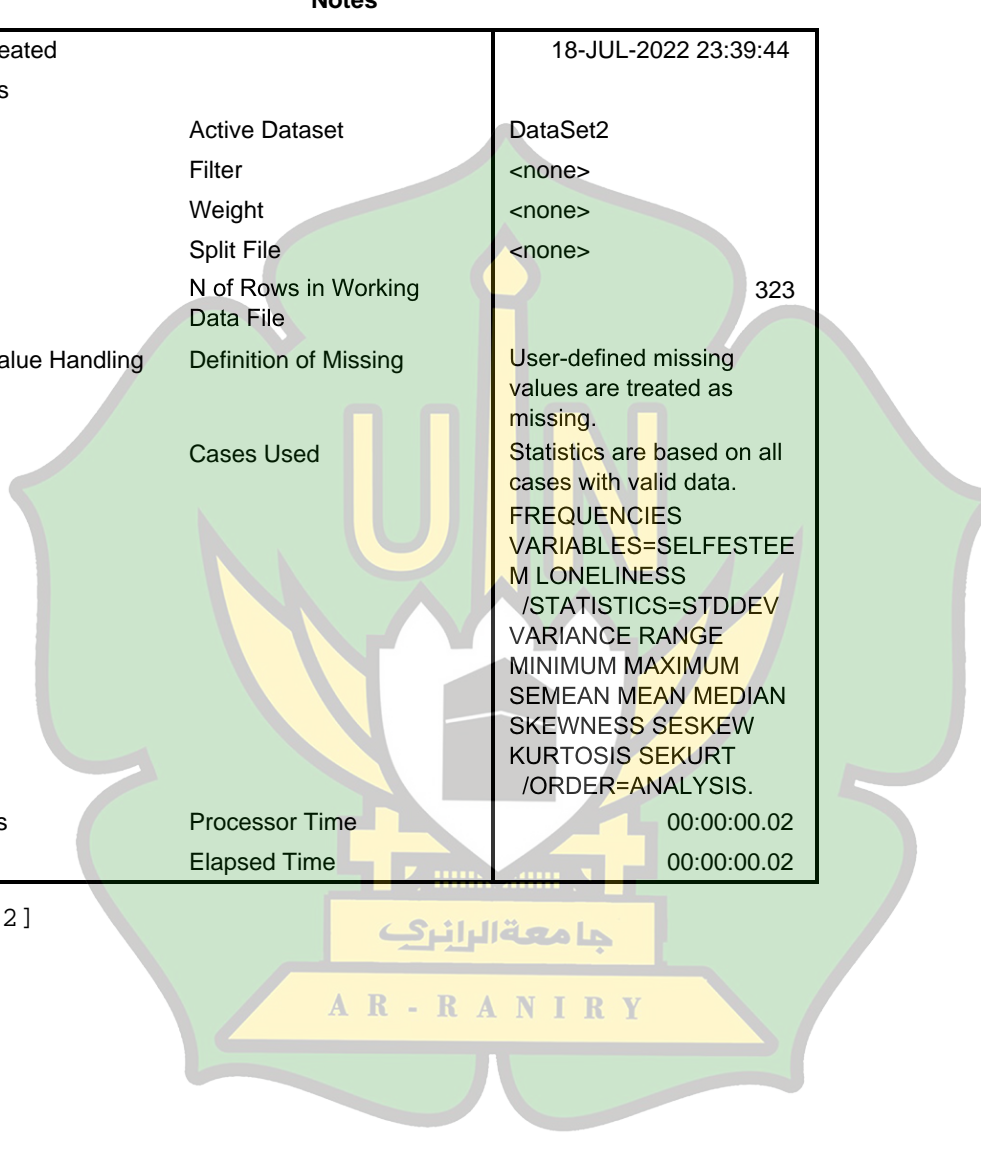 Notes
eated 18-JUL-2022 23:39:44
s
Active Dataset DataSet2
Filter <none>
Weight <none>
Split File <none>
N of Rows in Working 323
Data File
alue Handling Definition of Missing User-defined missing
values are treated as
missing.
Cases Used Statistics are based on all
cases with valid data.
FREQUENCIES
VARIABLES=SELFESTEE
M LONELINESS
/STATISTICS=STDDEV
VARIANCE RANGE
MINIMUM MAXIMUM
SEMEAN MEAN MEDIAN
SKEWNESS SESKEW
KURTOSIS SEKURT
/ORDER=ANALYSIS.
s Processor Time 00:00:00.02
Elapsed Time 00:00:00.02
2]
UIN
جامعة الرانري
AR-RANIRY